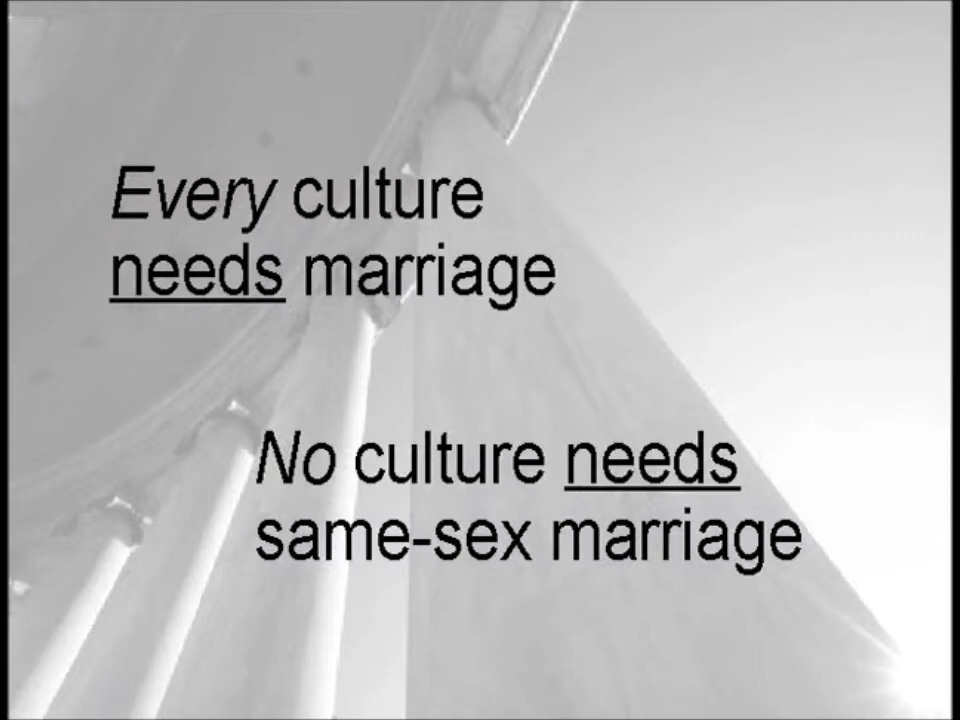 Every culture
needs marriage
No culture needs
same-sex marriage